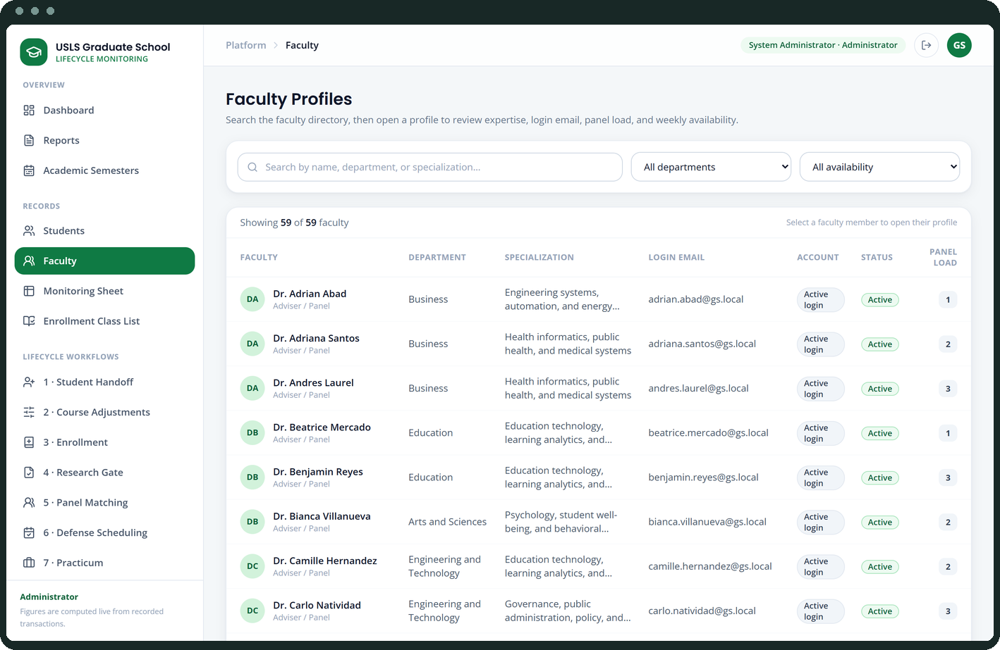 USLS Graduate School
LIFECYCLE MONITORING
OVERVIEW
Dashboard
Reports
Academic Semesters
RECORDS
Students
Faculty
Monitoring Sheet
Enrollment Class List
LIFECYCLE WORKFLOWS
1 · Student Handoff
2 · Course Adjustments
3 · Enrollment
4 · Research Gate
5 · Panel Matching
6 · Defense Scheduling
7 · Practicum
Administrator
Figures are computed live from recorded
transactions.
Platform > Faculty
System Administrator · Administrator
GS
Faculty Profiles
Search the faculty directory, then open a profile to review expertise, login email, panel load, and weekly availability.
Search by name, department, or specialization...
All departments
All availability
Showing 59 of 59 faculty
Select a faculty member to open their profile
FACULTY DEPARTMENT SPECIALIZATION LOGIN EMAIL ACCOUNT STATUS PANEL
LOAD
DA Dr. Adrian Abad
Adviser / Panel
Business
Engineering systems,
automation, and energy...
adrian.abad@gs.local
Active
login
Active
1
DA Dr. Adriana Santos
Adviser / Panel
Business
Health informatics, public
health, and medical systems
adriana.santos@gs.local
Active
login
Active
2
DA Dr. Andres Laurel
Adviser / Panel
Business
Health informatics, public
health, and medical systems
andres.laurel@gs.local
Active
login
Active
3
DB Dr. Beatrice Mercado
Adviser / Panel
Education
Education technology,
learning analytics, and...
beatrice.mercado@gs.local
Active
login
Active
1
DB Dr. Benjamin Reyes
Adviser / Panel
Education
Education technology,
learning analytics, and...
benjamin.reyes@gs.local
Active
login
Active
3
DB Dr. Bianca Villanueva
Adviser / Panel
Arts and Sciences
Psychology, student well-
being, and behavioral...
bianca.villanueva@gs.local
Active
login
Active
2
DC Dr. Camille Hernandez
Adviser / Panel
Engineering and
Technology
Education technology,
learning analytics, and...
camille.hernandez@gs.local
Active
login
Active
2
DC Dr. Carlo Natividad
Adviser / Panel
Engineering and
Technology
Governance, public
administration, policy, and...
carlo.natividad@gs.local
Active
login
Active
3